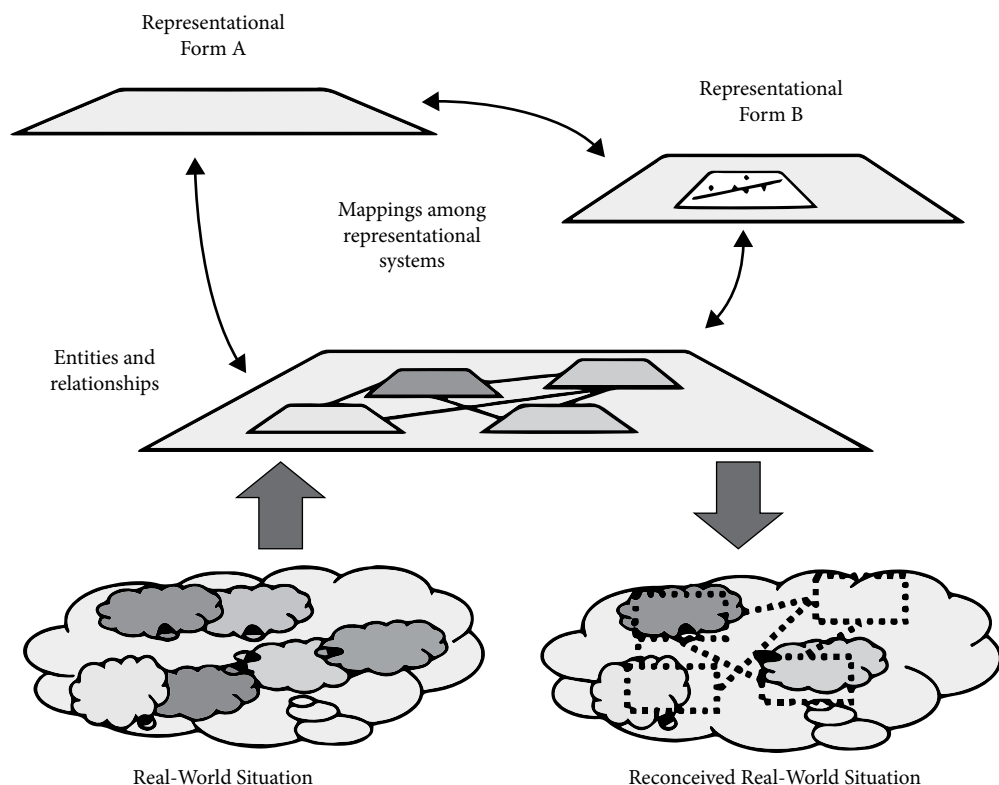 Representational
Form A
Representational
Form B
Mappings among
representational
systems
Entities and
relationships
Real-World Situation
Reconceived Real-World Situation